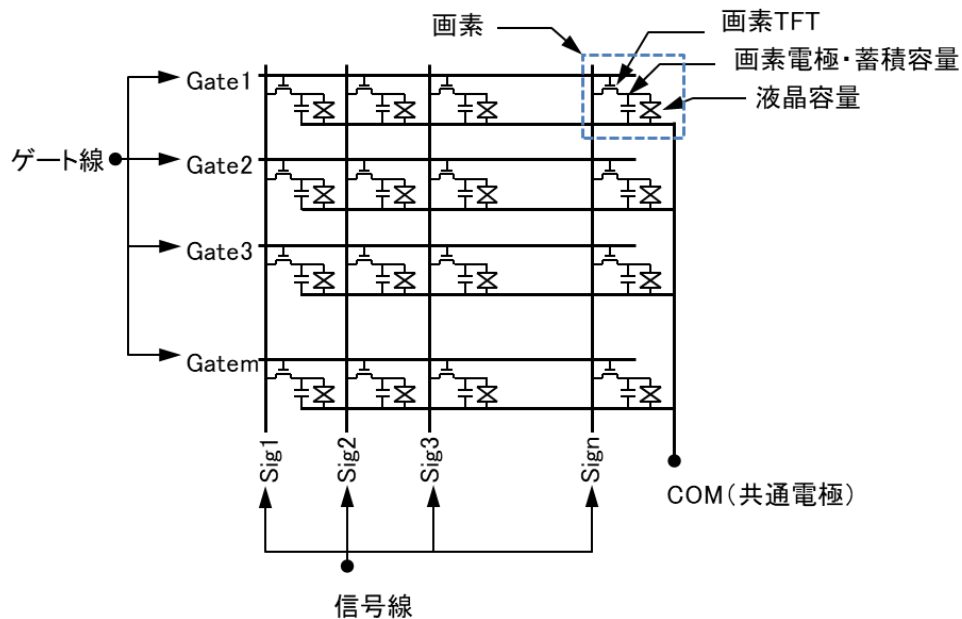 画素
画素TFT
画素電極・蓄積容量
液晶容量
Gate1
ゲート線
Gate2
Gate3
Gatem
Sig1
Sig2
Sig3
Sign
COM(共通電極)
信号線